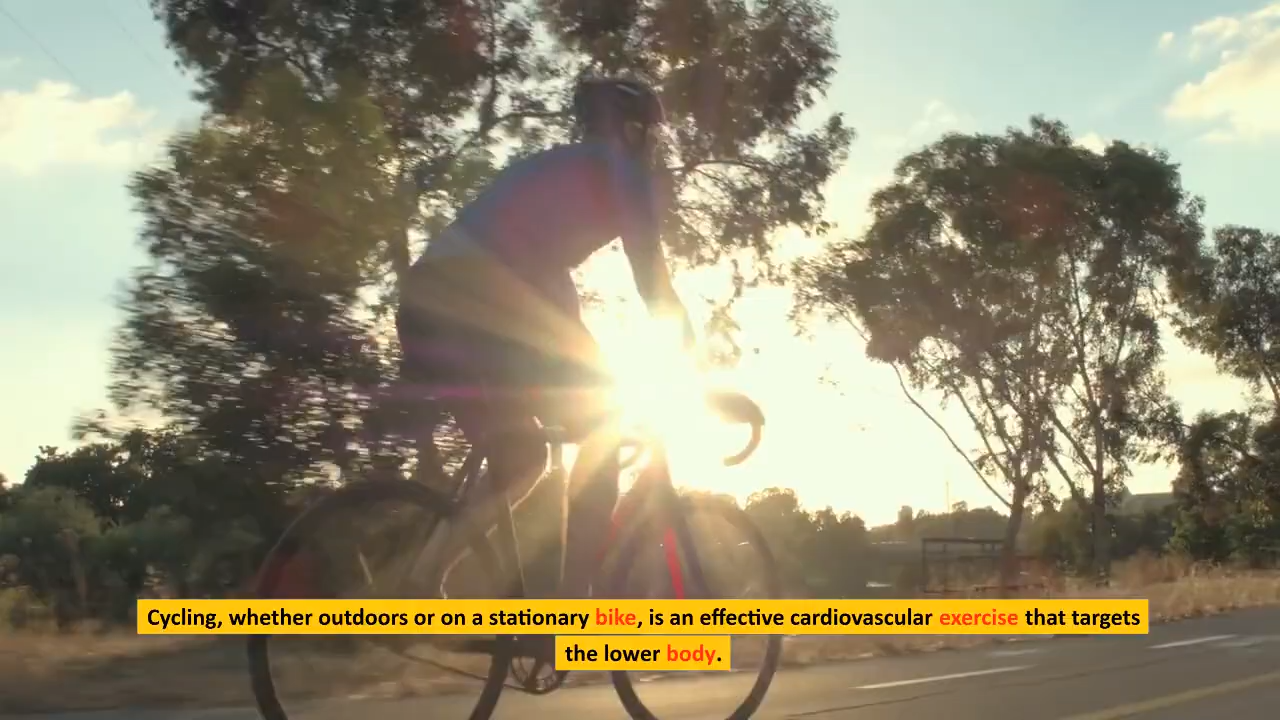 Cycling, whether outdoors or on a stationary bike, is an effective cardiovascular exercise that targets
the lower body.